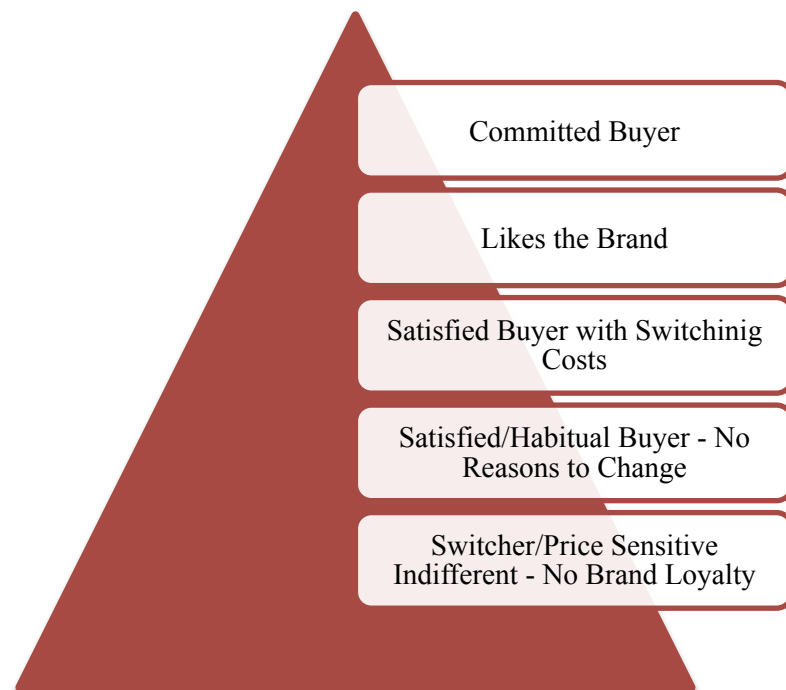 Committed Buyer
Likes the Brand
Satisfied Buyer with Switchinig
Costs
Satisfied/Habitual Buyer - No
Reasons to Change
Switcher/Price Sensitive
Indifferent - No Brand Loyalty